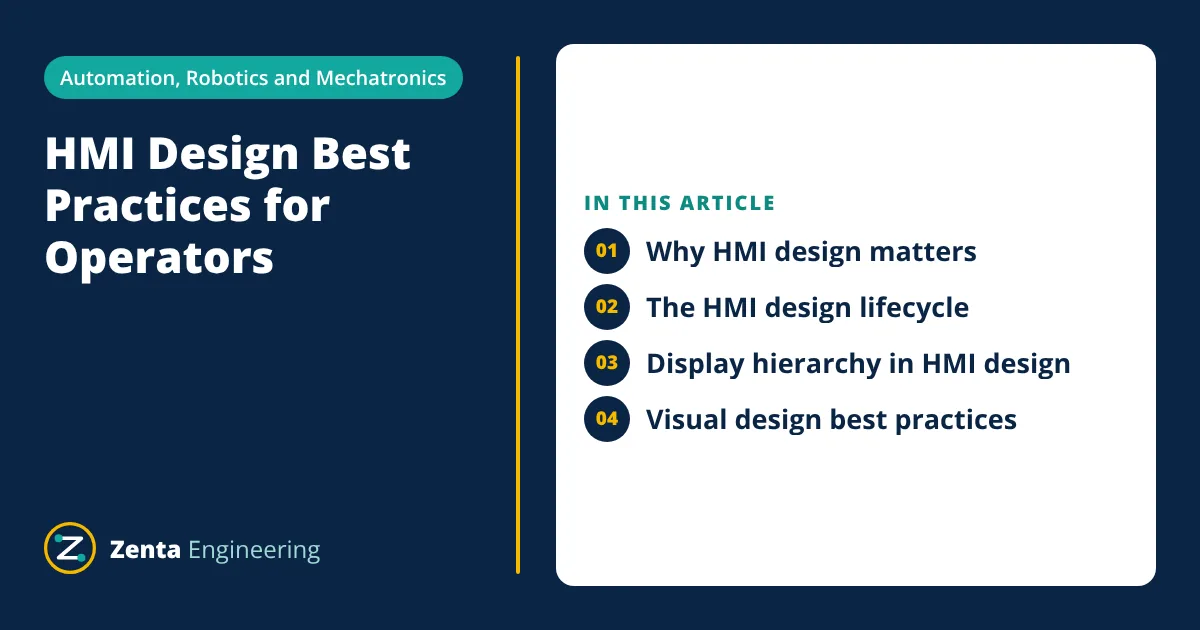 Automation, Robotics and Mechatronics
HMI Design Best
Practices for
Operators
Zenta Engineering
IN THIS ARTICLE
01 Why HMI design matters
02 The HMI design lifecycle
03 Display hierarchy in HMI design
04 Visual design best practices